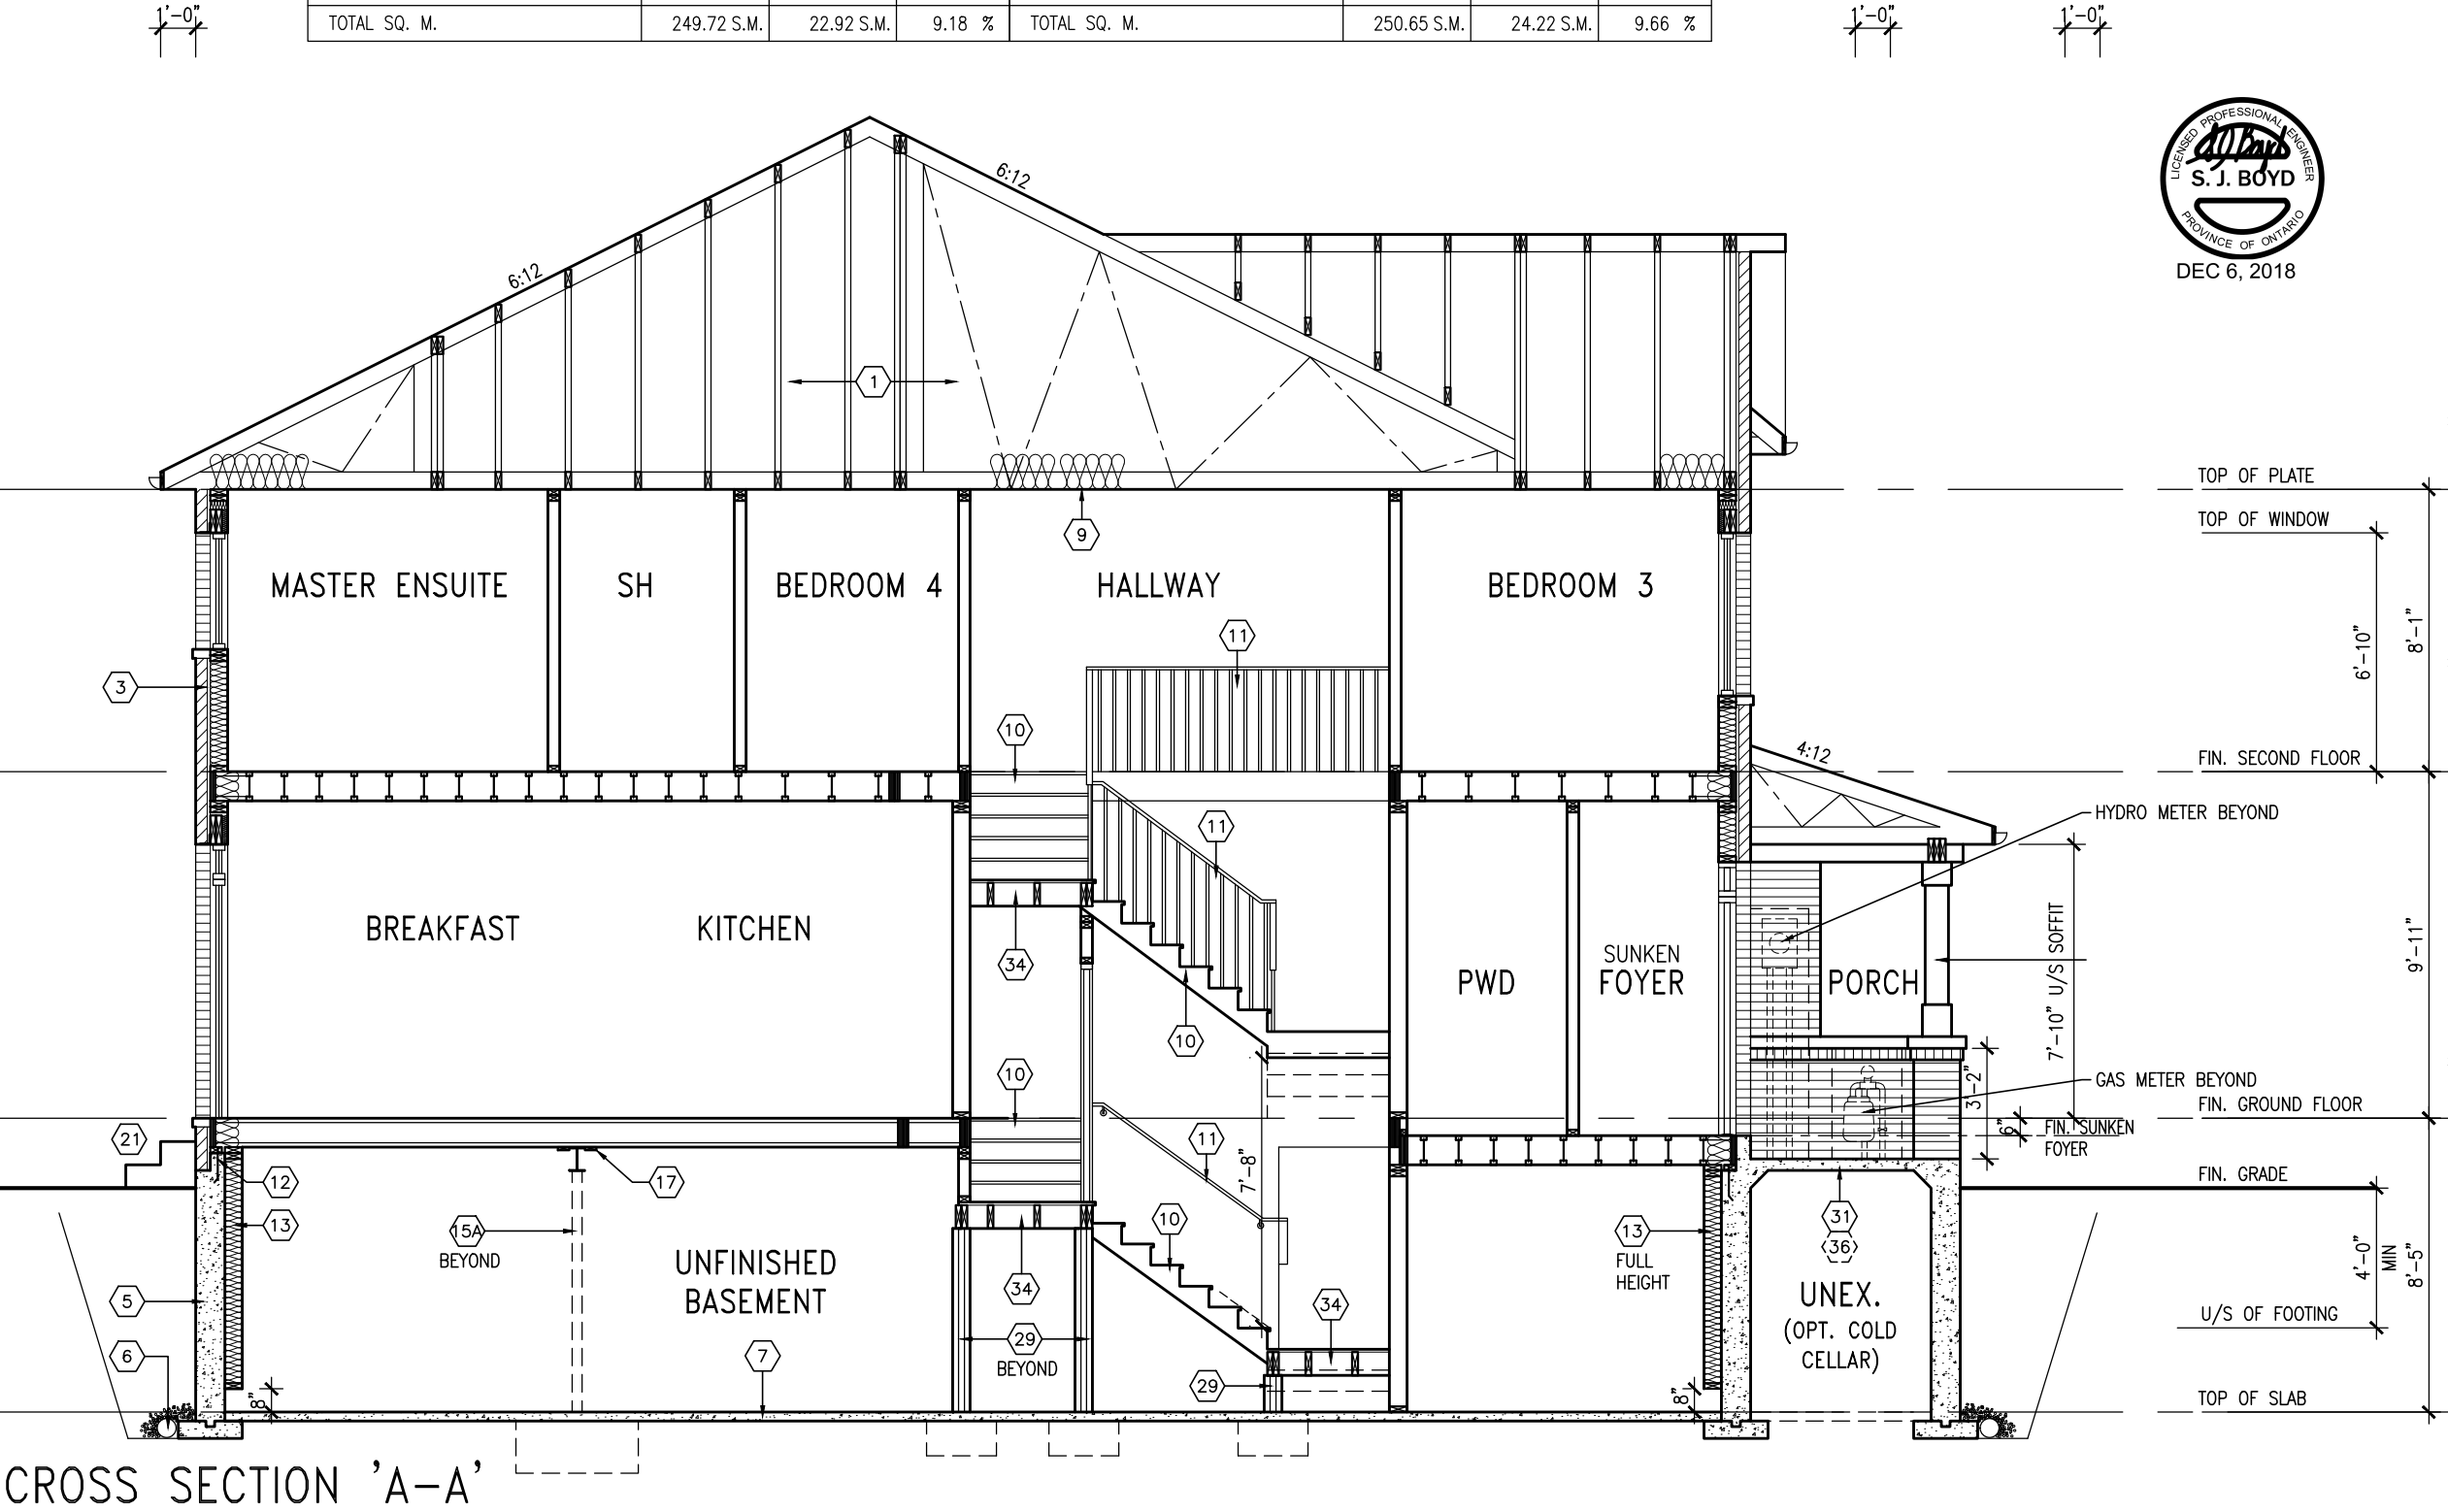 1'-0"
TOTAL SQ. M. 249.72 S.M. 22.92 S.M. 9.18 % TOTAL SQ. M. 250.65 S.M. 24.22 S.M. 9.66 %
1'-0"
1'-0"
LICENSED PROFESSIONAL ENGINEER
S. J. BOYD
PROVINCE OF ONTARIO
DEC 6, 2018
6:12
6:12
1
TOP OF PLATE
TOP OF WINDOW
9
MASTER ENSUITE
SH
BEDROOM 4
HALLWAY
BEDROOM 3
11
3
10
6'-10"
8'-1"
4:12
FIN. SECOND FLOOR
HYDRO METER BEYOND
11
BREAKFAST
KITCHEN
34
SUNKEN
FOYER
PWD
PORCH
7'-10" U/S SOFFIT
9'-11"
10
10
GAS METER BEYOND
3'-2"
FIN. GROUND FLOOR
6"
FIN. SUNKEN
FOYER
21
11
7'-8"
12
17
FIN. GRADE
13
15A
BEYOND
10
13
FULL
HEIGHT
31
36
UNFINISHED
BASEMENT
34
34
4'-0"
MIN
8'-5"
5
UNEX.
(OPT. COLD
CELLAR)
U/S OF FOOTING
6
7
29
BEYOND
29
8"
8"
TOP OF SLAB
CROSS SECTION 'A-A'